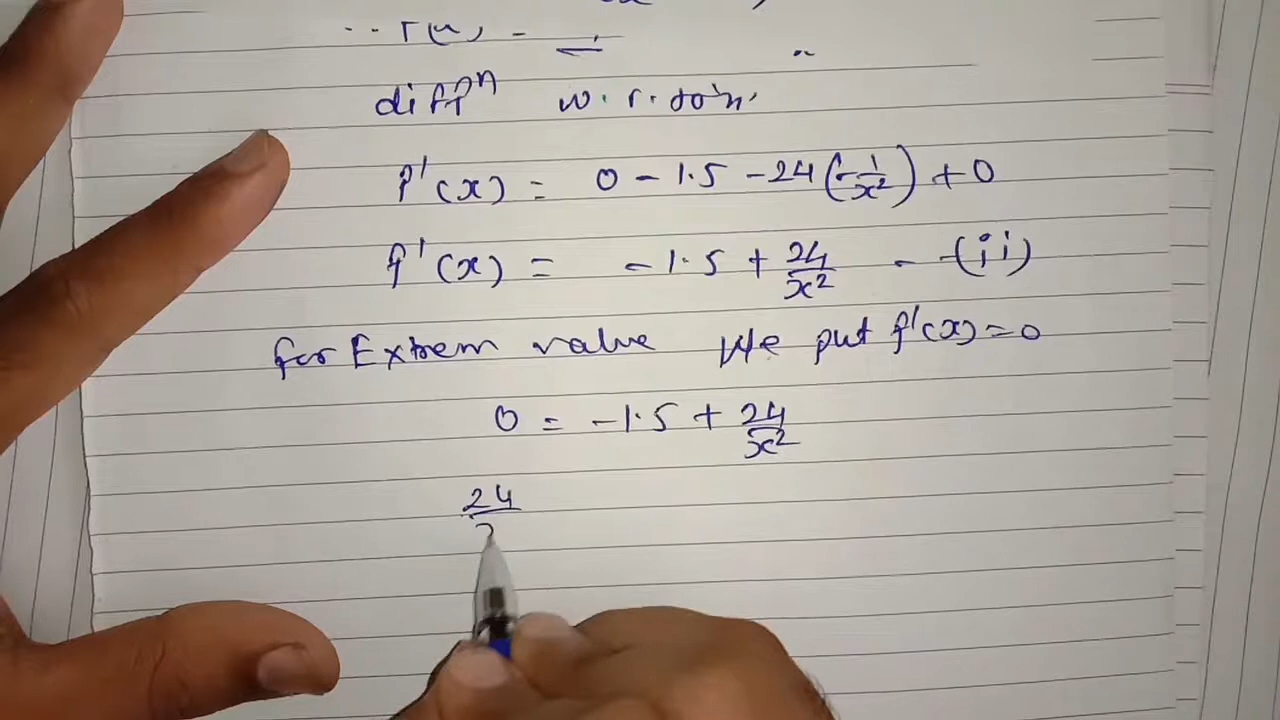 diffⁿ w.r.to 'x'
f'(x) = 0 - 1.5 - 24(-1/x²) + 0
f'(x) = -1.5 + 24/x² - -(ii)
for Extrem value We put f'(x) = 0
0 = -1.5 + 24/x²
24